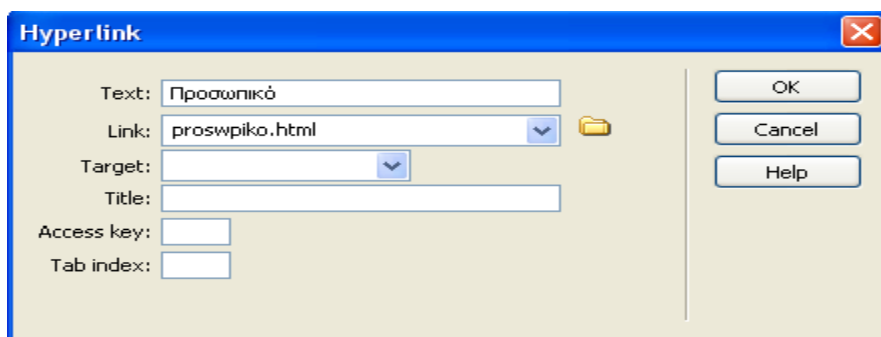 Hyperlink
Text: Προσωπικό
OK
Link: proswpiko.html
Cancel
Target:
Help
Title:
Access key:
Tab index: